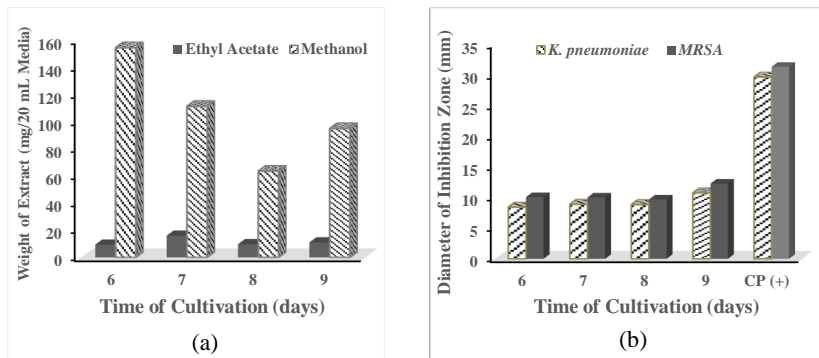 Ethyl Acetate Methanol
Weight of Extract (mg/20 mL Media)
160
140
120
100
80
60
40
20
0
6 7 8 9
Time of Cultivation (days)
(a)
K. pneumoniae MRSA
Diameter of Inhibition Zone (mm)
35
30
25
20
15
10
5
0
6 7 8 9 CP (+)
Time of Cultivation (days)
(b)